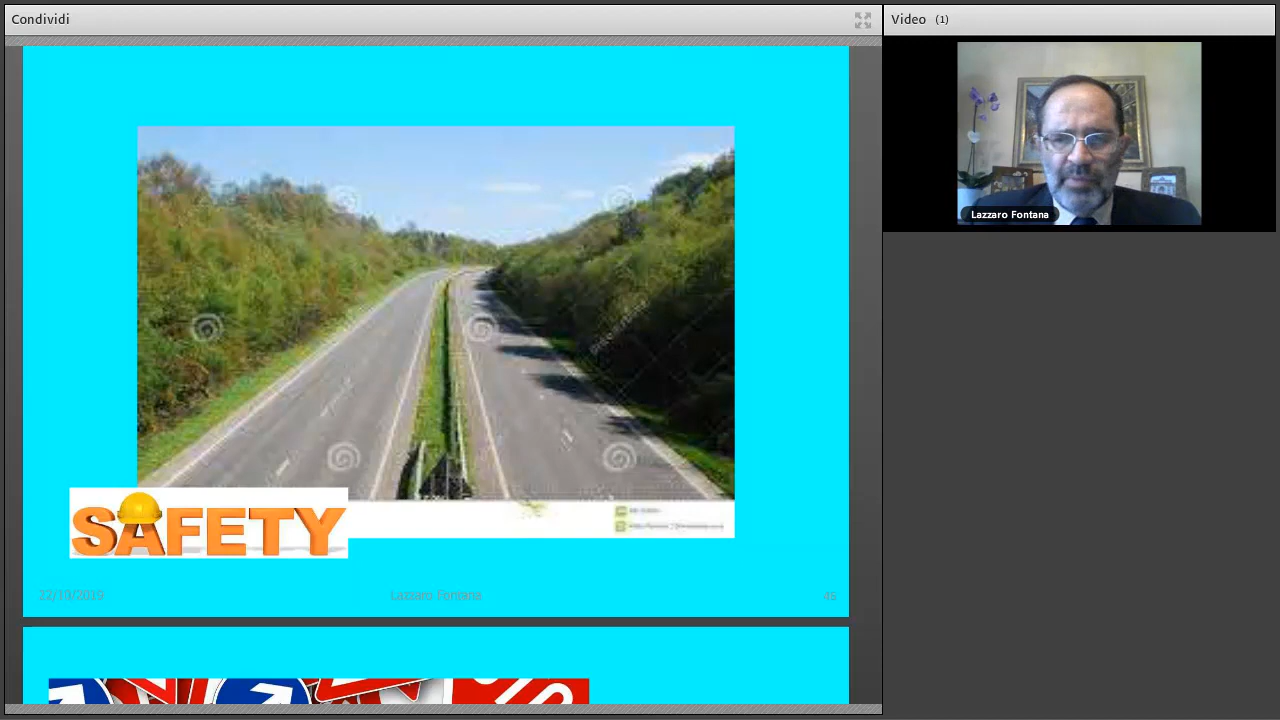 Condividi
Video (1)
Lazzaro Fontana
SAFETY
22/10/2019
Lazzaro Fontana
45